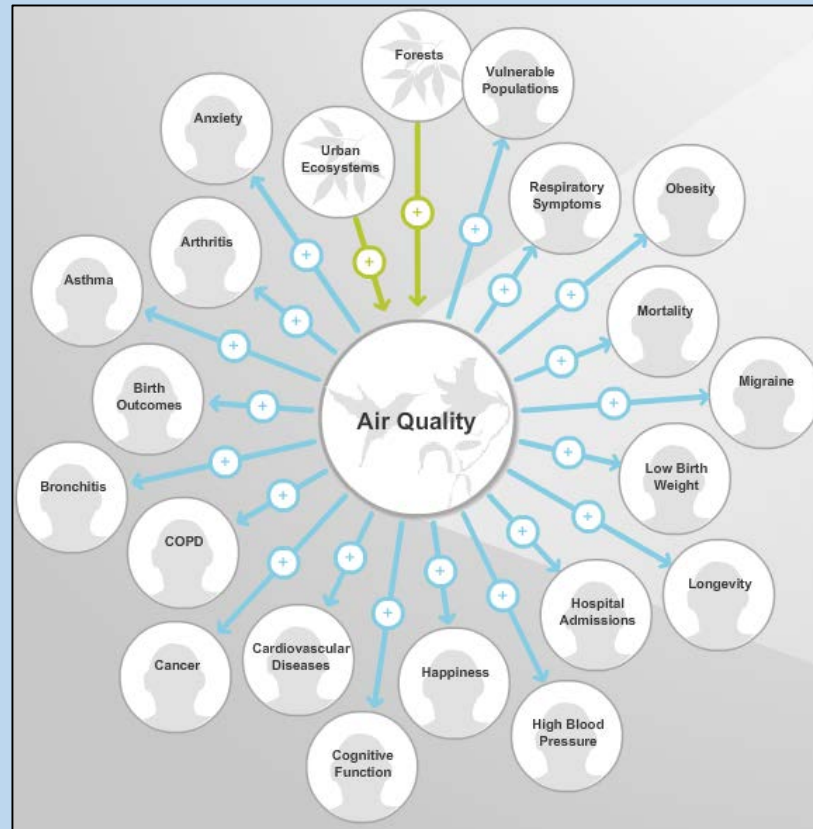 Forests
Vulnerable
Populations
Anxiety
Urban
Ecosystems
Respiratory
Symptoms
Obesity
Arthritis
Asthma
Mortality
Birth
Outcomes
Air Quality
Migraine
Bronchitis
Low Birth
Weight
COPD
Longevity
Hospital
Admissions
Cancer
Cardiovascular
Diseases
Happiness
High Blood
Pressure
Cognitive
Function